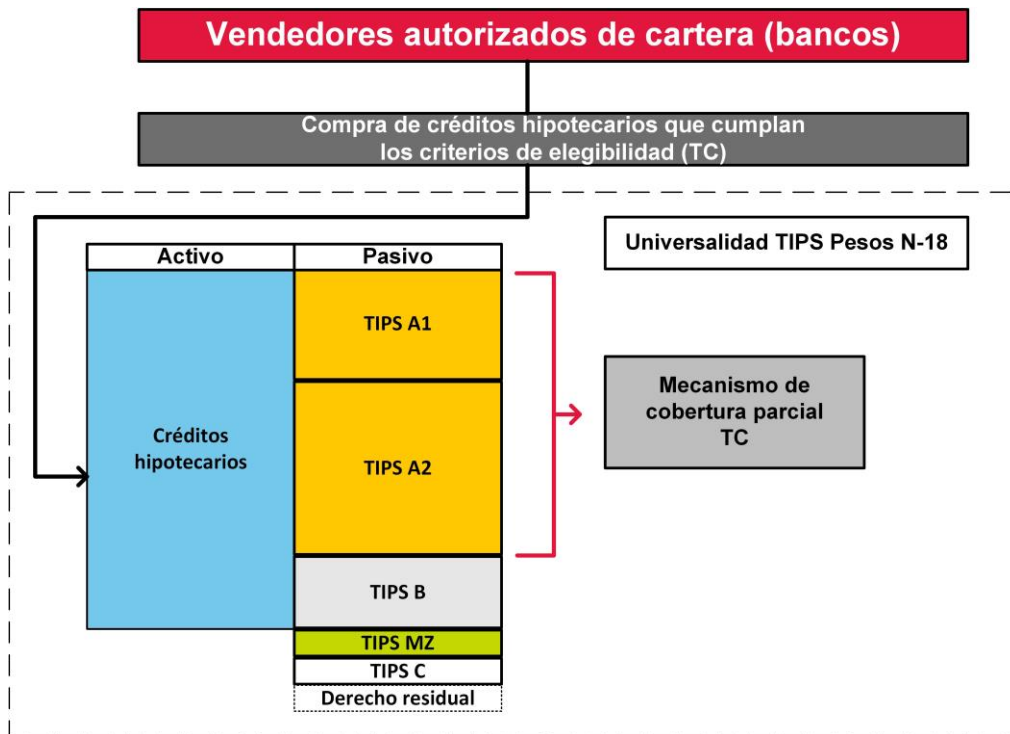 Vendedores autorizados de cartera (bancos)
Compra de créditos hipotecarios que cumplan
los criterios de elegibilidad (TC)
Universalidad TIPS Pesos N-18
Activo
Pasivo
Créditos
hipotecarios
TIPS A1
TIPS A2
TIPS B
TIPS MZ
TIPS C
Derecho residual
Mecanismo de
cobertura parcial
TC